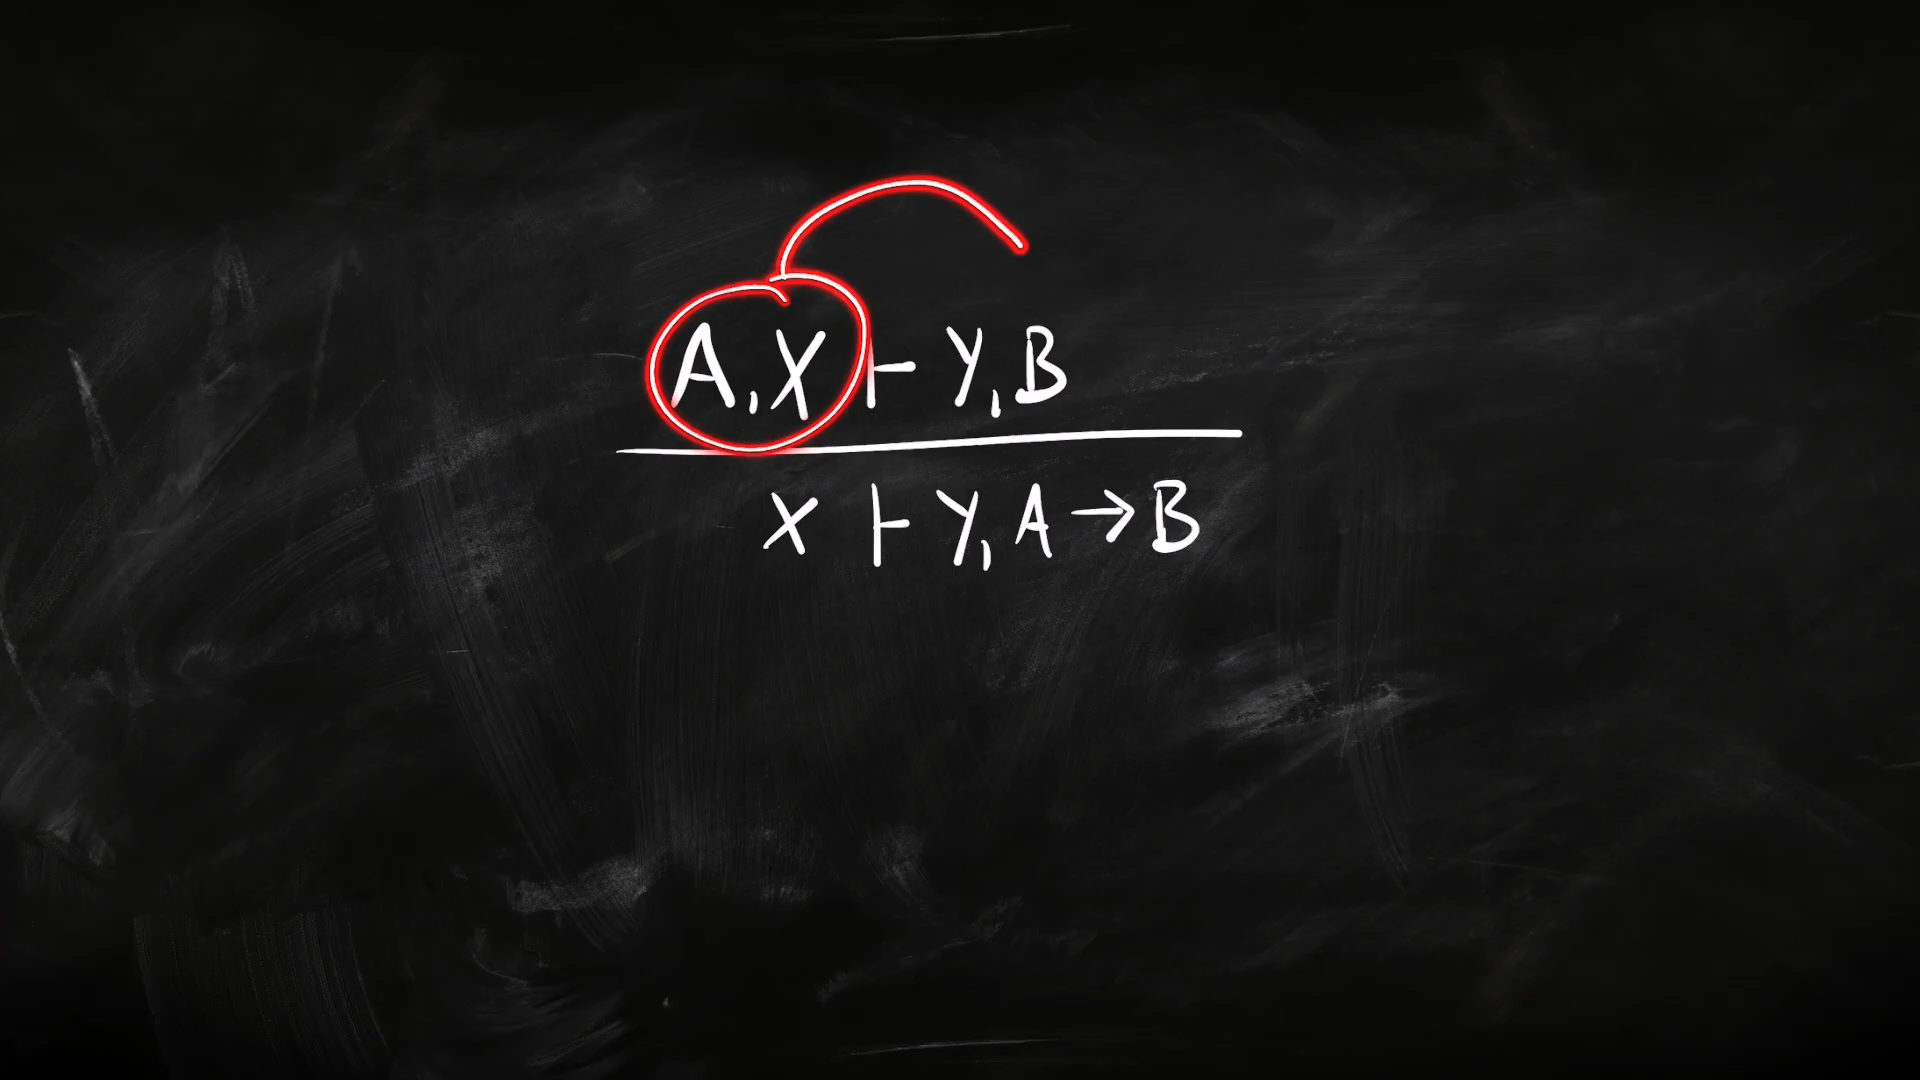 A, X ⊢ Y, B
X ⊢ Y, A → B